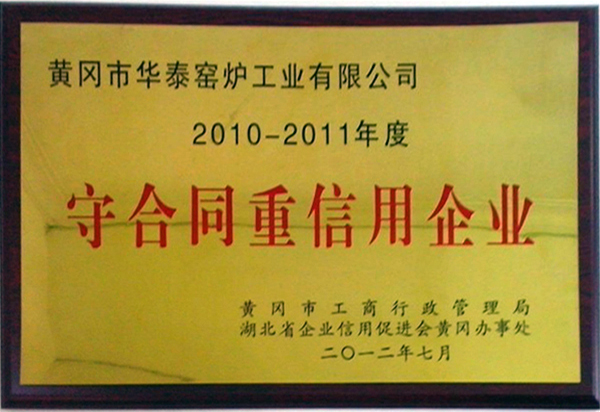 黄冈市华泰窑炉工业有限公司
2010-2011年度
守合同重信用企业
黄冈市工商行政管理局
湖北省企业信用促进会黄冈办事处
二〇一二年七月